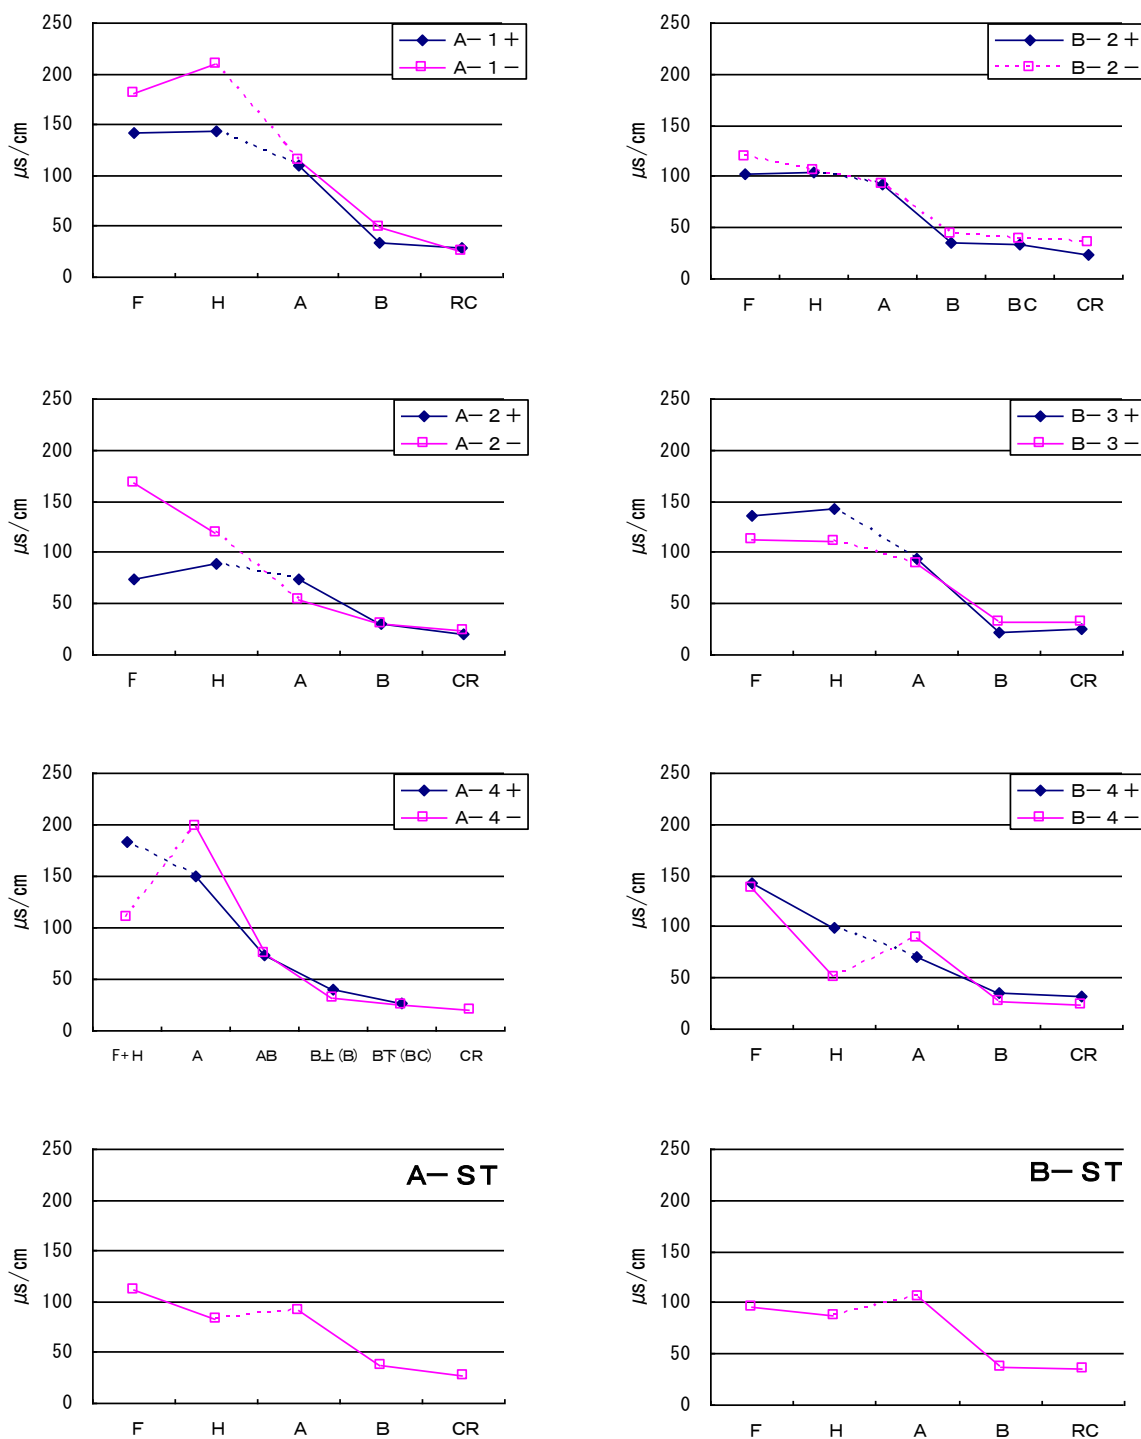 250
200
150
100
50
0
μs/cm
A－1＋
A－1－
F H A B RC
250
200
150
100
50
0
μs/cm
B－2＋
B－2－
F H A B BC CR
250
200
150
100
50
0
μs/cm
A－2＋
A－2－
F H A B CR
250
200
150
100
50
0
μs/cm
B－3＋
B－3－
F H A B CR
250
200
150
100
50
0
μs/cm
A－4＋
A－4－
F+H A AB B上(B) B下(BC) CR
250
200
150
100
50
0
μs/cm
B－4＋
B－4－
F H A B CR
250
200
150
100
50
0
μs/cm
A－ST
F H A B CR
250
200
150
100
50
0
μs/cm
B－ST
F H A B RC